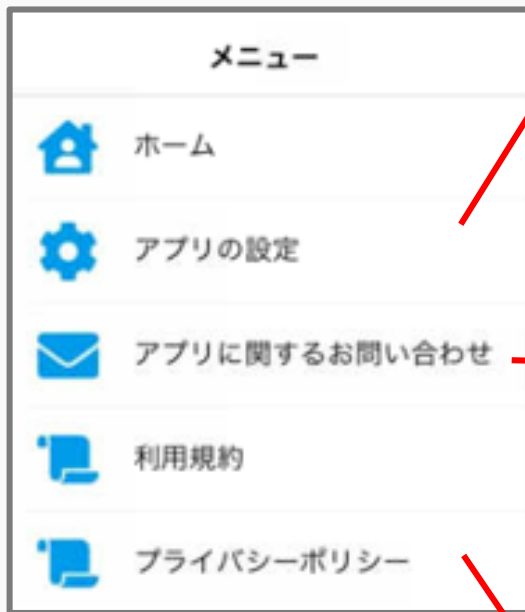 メニュー
ホーム
アプリの設定
アプリに関するお問い合わせ
利用規約
プライバシーポリシー